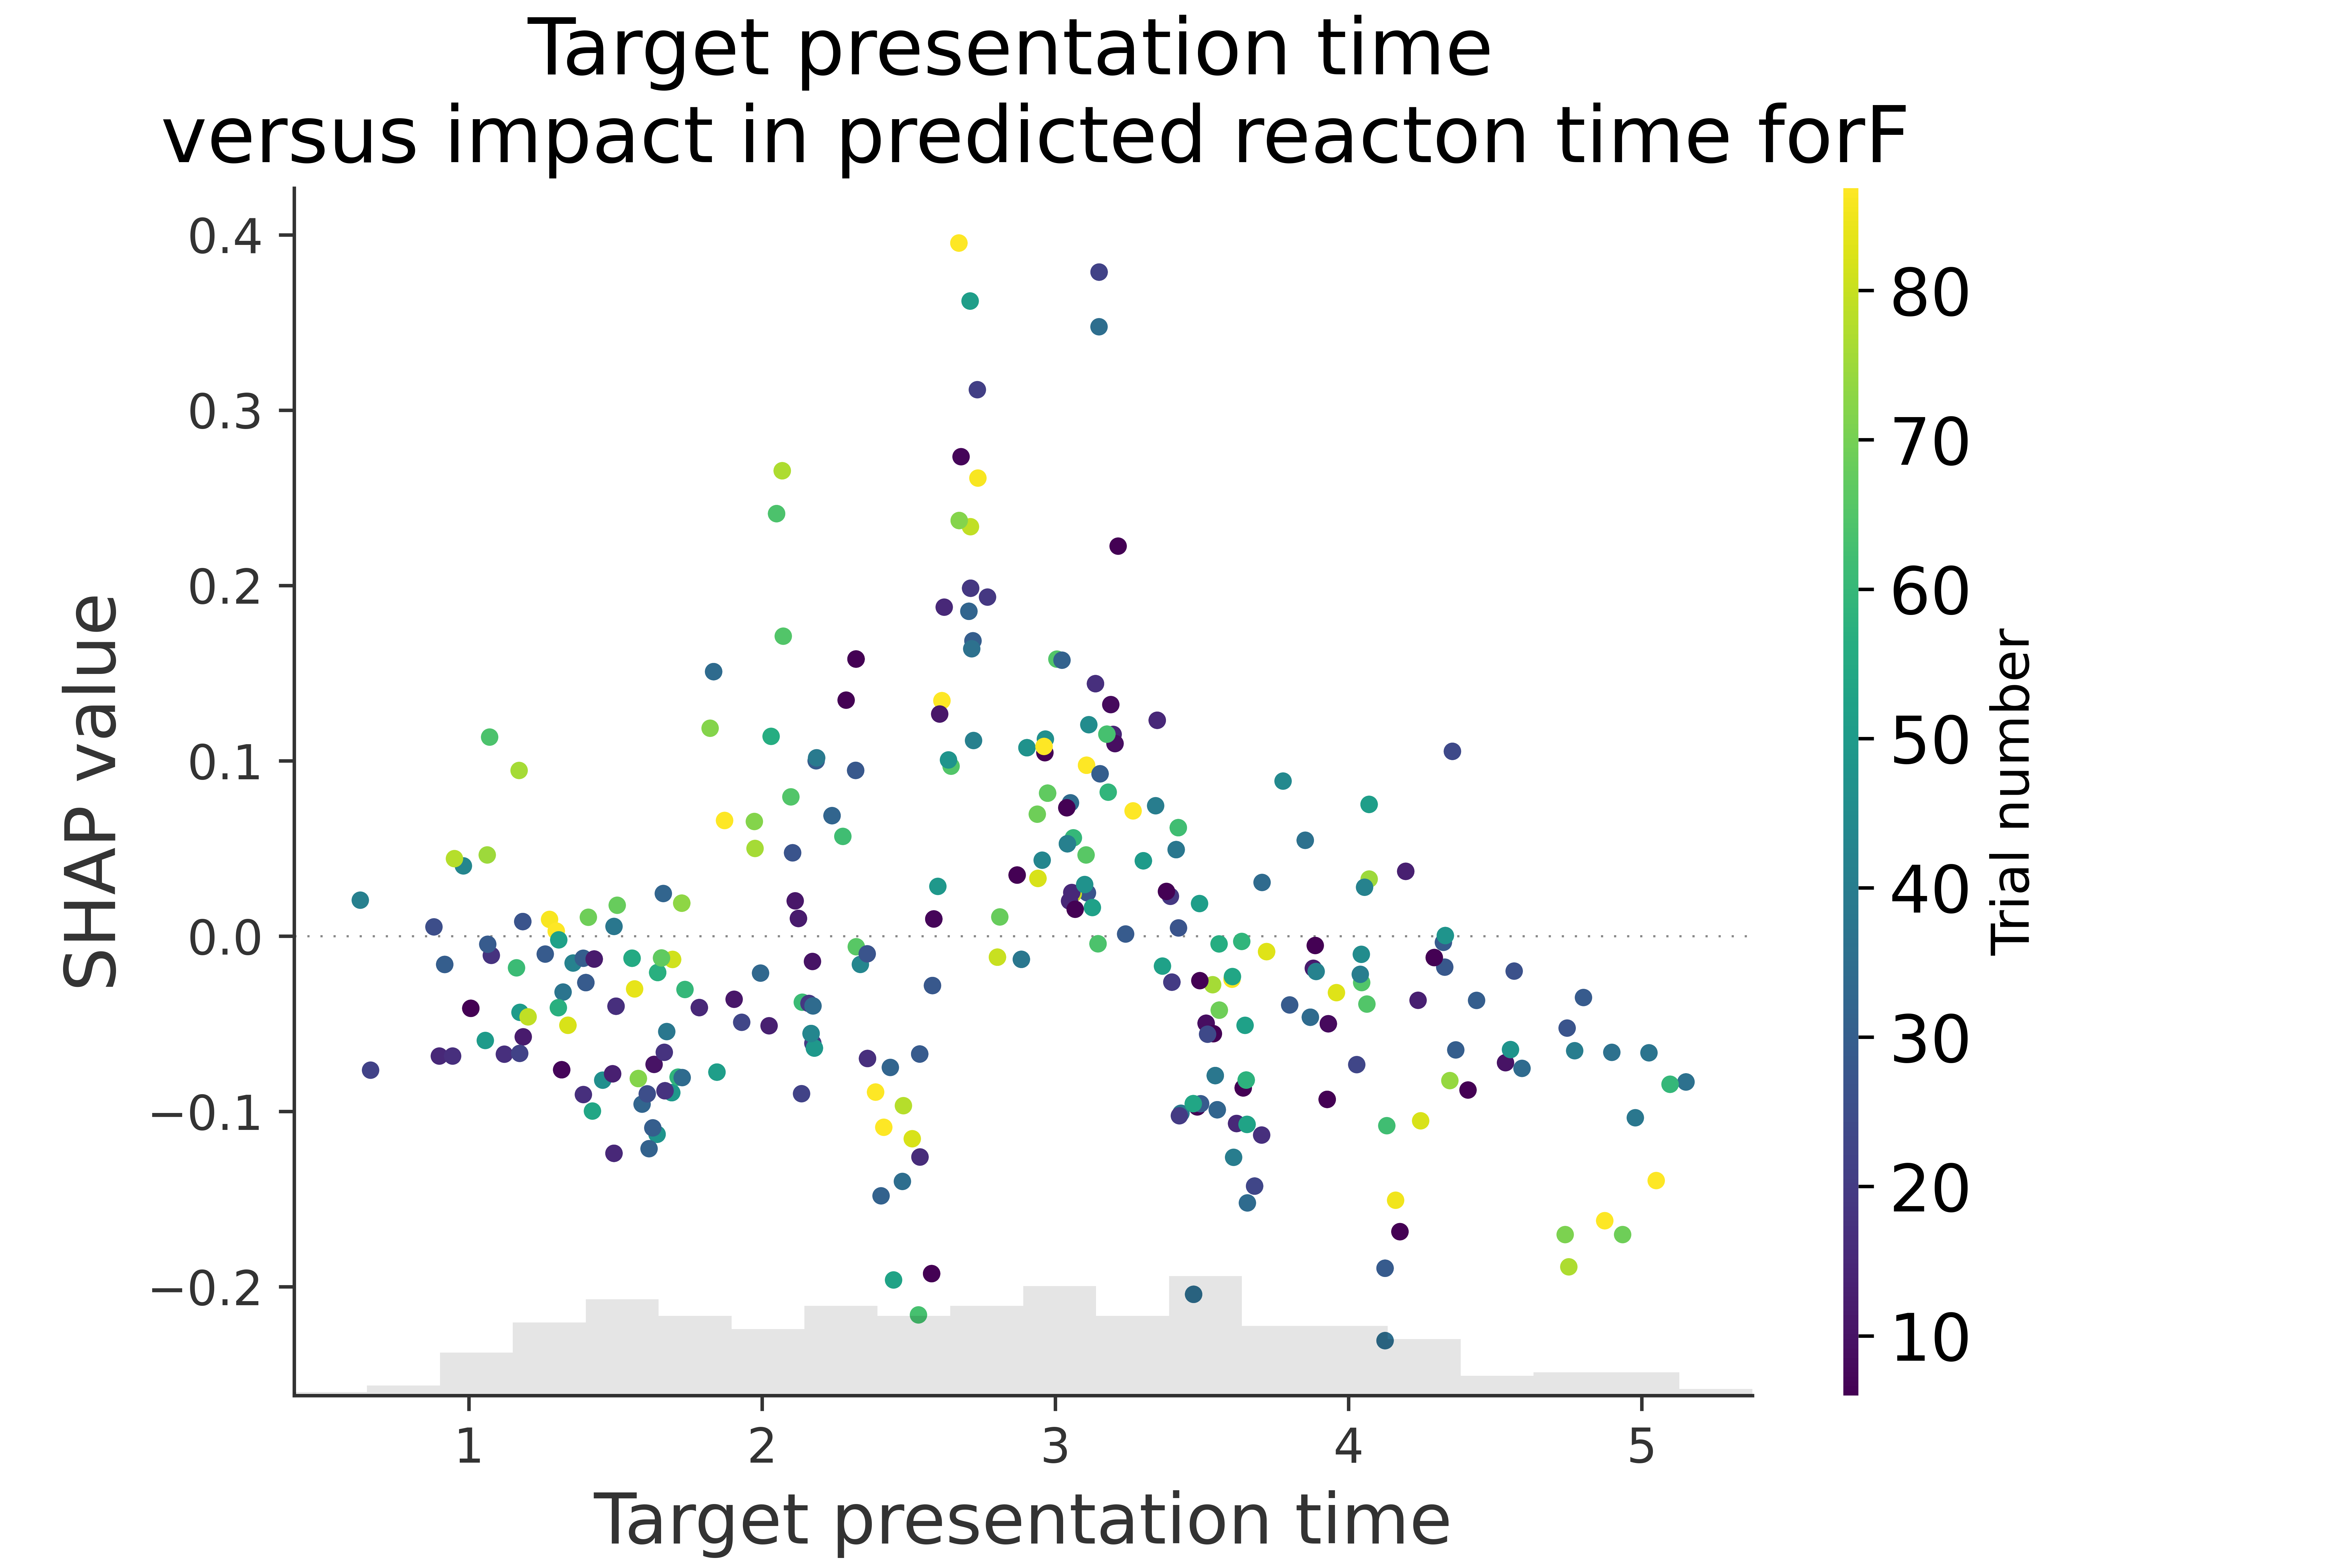 Target presentation time
versus impact in predicted reacton time forF
0.4
0.3
0.2
0.1
0.0
−0.1
−0.2
SHAP value
1 2 3 4 5
Target presentation time
80
70
60
50
40
30
20
10
Trial number